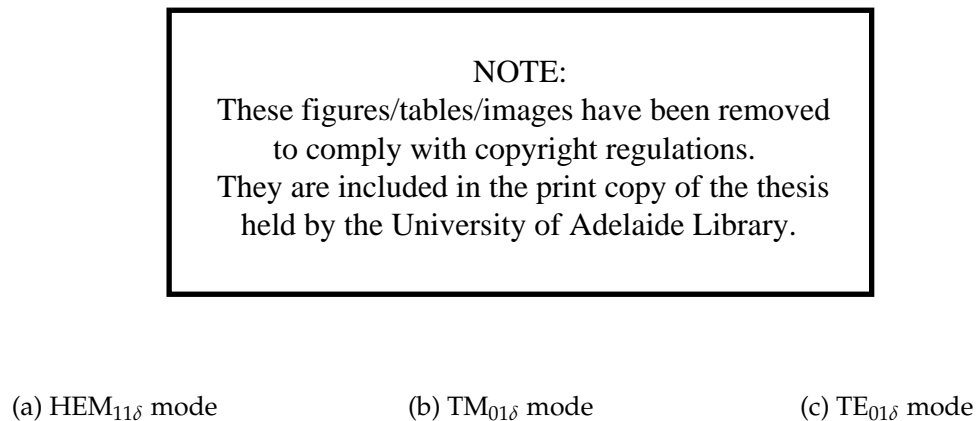 NOTE:
These figures/tables/images have been removed
to comply with copyright regulations.
They are included in the print copy of the thesis
held by the University of Adelaide Library.
(a) HEM₁₁δ mode (b) TM₀₁δ mode (c) TE₀₁δ mode